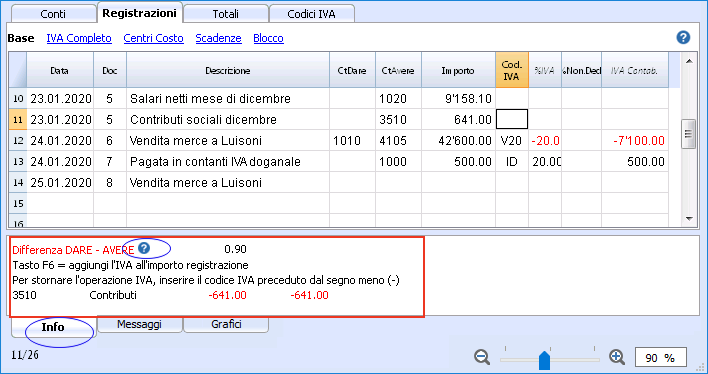 Conti Registrazioni Totali Codici IVA
Base IVA Completo Centri Costo Scadenze Blocco ?
Data Doc Descrizione CtDare CtAvere Importo Cod. IVA %IVA %Non.Ded IVA Contab.
10 23.01.2020 5 Salari netti mese di dicembre 1020 9'158.10
11 23.01.2020 5 Contributi sociali dicembre 3510 641.00
12 24.01.2020 6 Vendita merce a Luisoni 1010 4105 42'600.00 V20 -20.0 -7'100.00
13 24.01.2020 7 Pagata in contanti IVA doganale 1000 500.00 ID 20.00 500.00
14 25.01.2020 8 Vendita merce a Luisoni
15
16
Differenza DARE - AVERE ? 0.90
Tasto F6 = aggiungi l'IVA all'importo registrazione
Per stornare l'operazione IVA, inserire il codice IVA preceduto dal segno meno (-)
3510 Contributi -641.00 -641.00
Info Messaggi Grafici
11/26 90 %